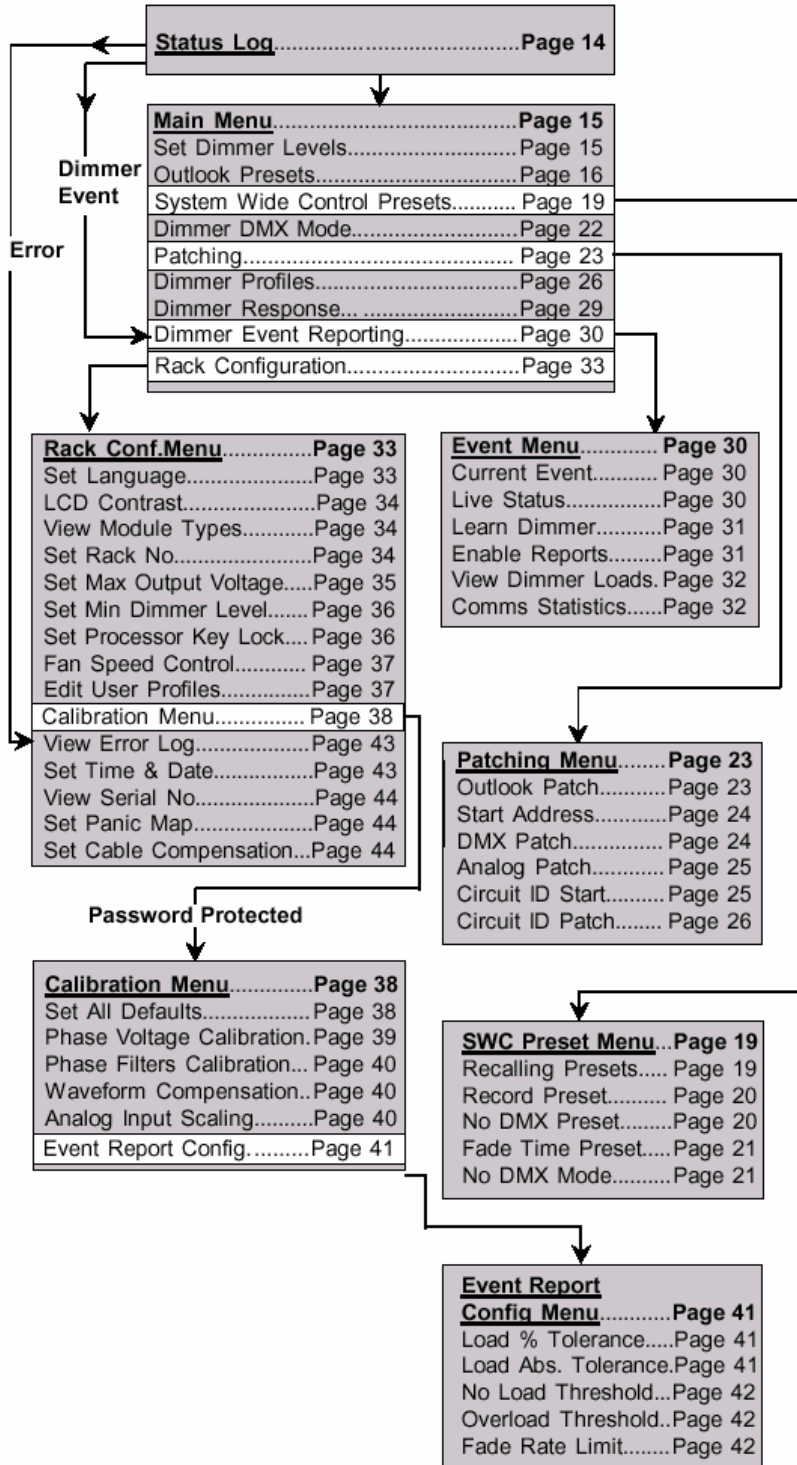 Status Log........................................Page 14
Main Menu........................................Page 15
Set Dimmer Levels............................Page 15
Outlook Presets.................................Page 16
System Wide Control Presets........... Page 19
Dimmer DMX Mode..........................Page 22
Patching............................................ Page 23
Dimmer Profiles................................Page 26
Dimmer Response... ........................Page 29
Dimmer Event Reporting...................Page 30
Rack Configuration............................Page 33
Dimmer
Event
Error
Rack Conf.Menu...............Page 33
Set Language.....................Page 33
LCD Contrast......................Page 34
View Module Types............Page 34
Set Rack No.......................Page 34
Set Max Output Voltage.....Page 35
Set Min Dimmer Level....... Page 36
Set Processor Key Lock.... Page 36
Fan Speed Control............ Page 37
Edit User Profiles...............Page 37
Calibration Menu............... Page 38
View Error Log...................Page 43
Set Time & Date................Page 43
View Serial No...................Page 44
Set Panic Map....................Page 44
Set Cable Compensation...Page 44
Event Menu............. Page 30
Current Event.......... Page 30
Live Status...............Page 30
Learn Dimmer..........Page 31
Enable Reports.........Page 31
View Dimmer Loads. Page 32
Comms Statistics......Page 32
Patching Menu........Page 23
Outlook Patch...........Page 23
Start Address............Page 24
DMX Patch................Page 24
Analog Patch............Page 25
Circuit ID Start..........Page 25
Circuit ID Patch........ Page 26
Password Protected
Calibration Menu..............Page 38
Set All Defaults...................Page 38
Phase Voltage Calibration.Page 39
Phase Filters Calibration... Page 40
Waveform Compensation..Page 40
Analog Input Scaling..........Page 40
Event Report Config. .........Page 41
SWC Preset Menu...Page 19
Recalling Presets..... Page 19
Record Preset.......... Page 20
No DMX Preset.........Page 20
Fade Time Preset.....Page 21
No DMX Mode..........Page 21
Event Report
Config Menu............Page 41
Load % Tolerance.....Page 41
Load Abs. Tolerance.Page 41
No Load Threshold...Page 42
Overload Threshold..Page 42
Fade Rate Limit........Page 42